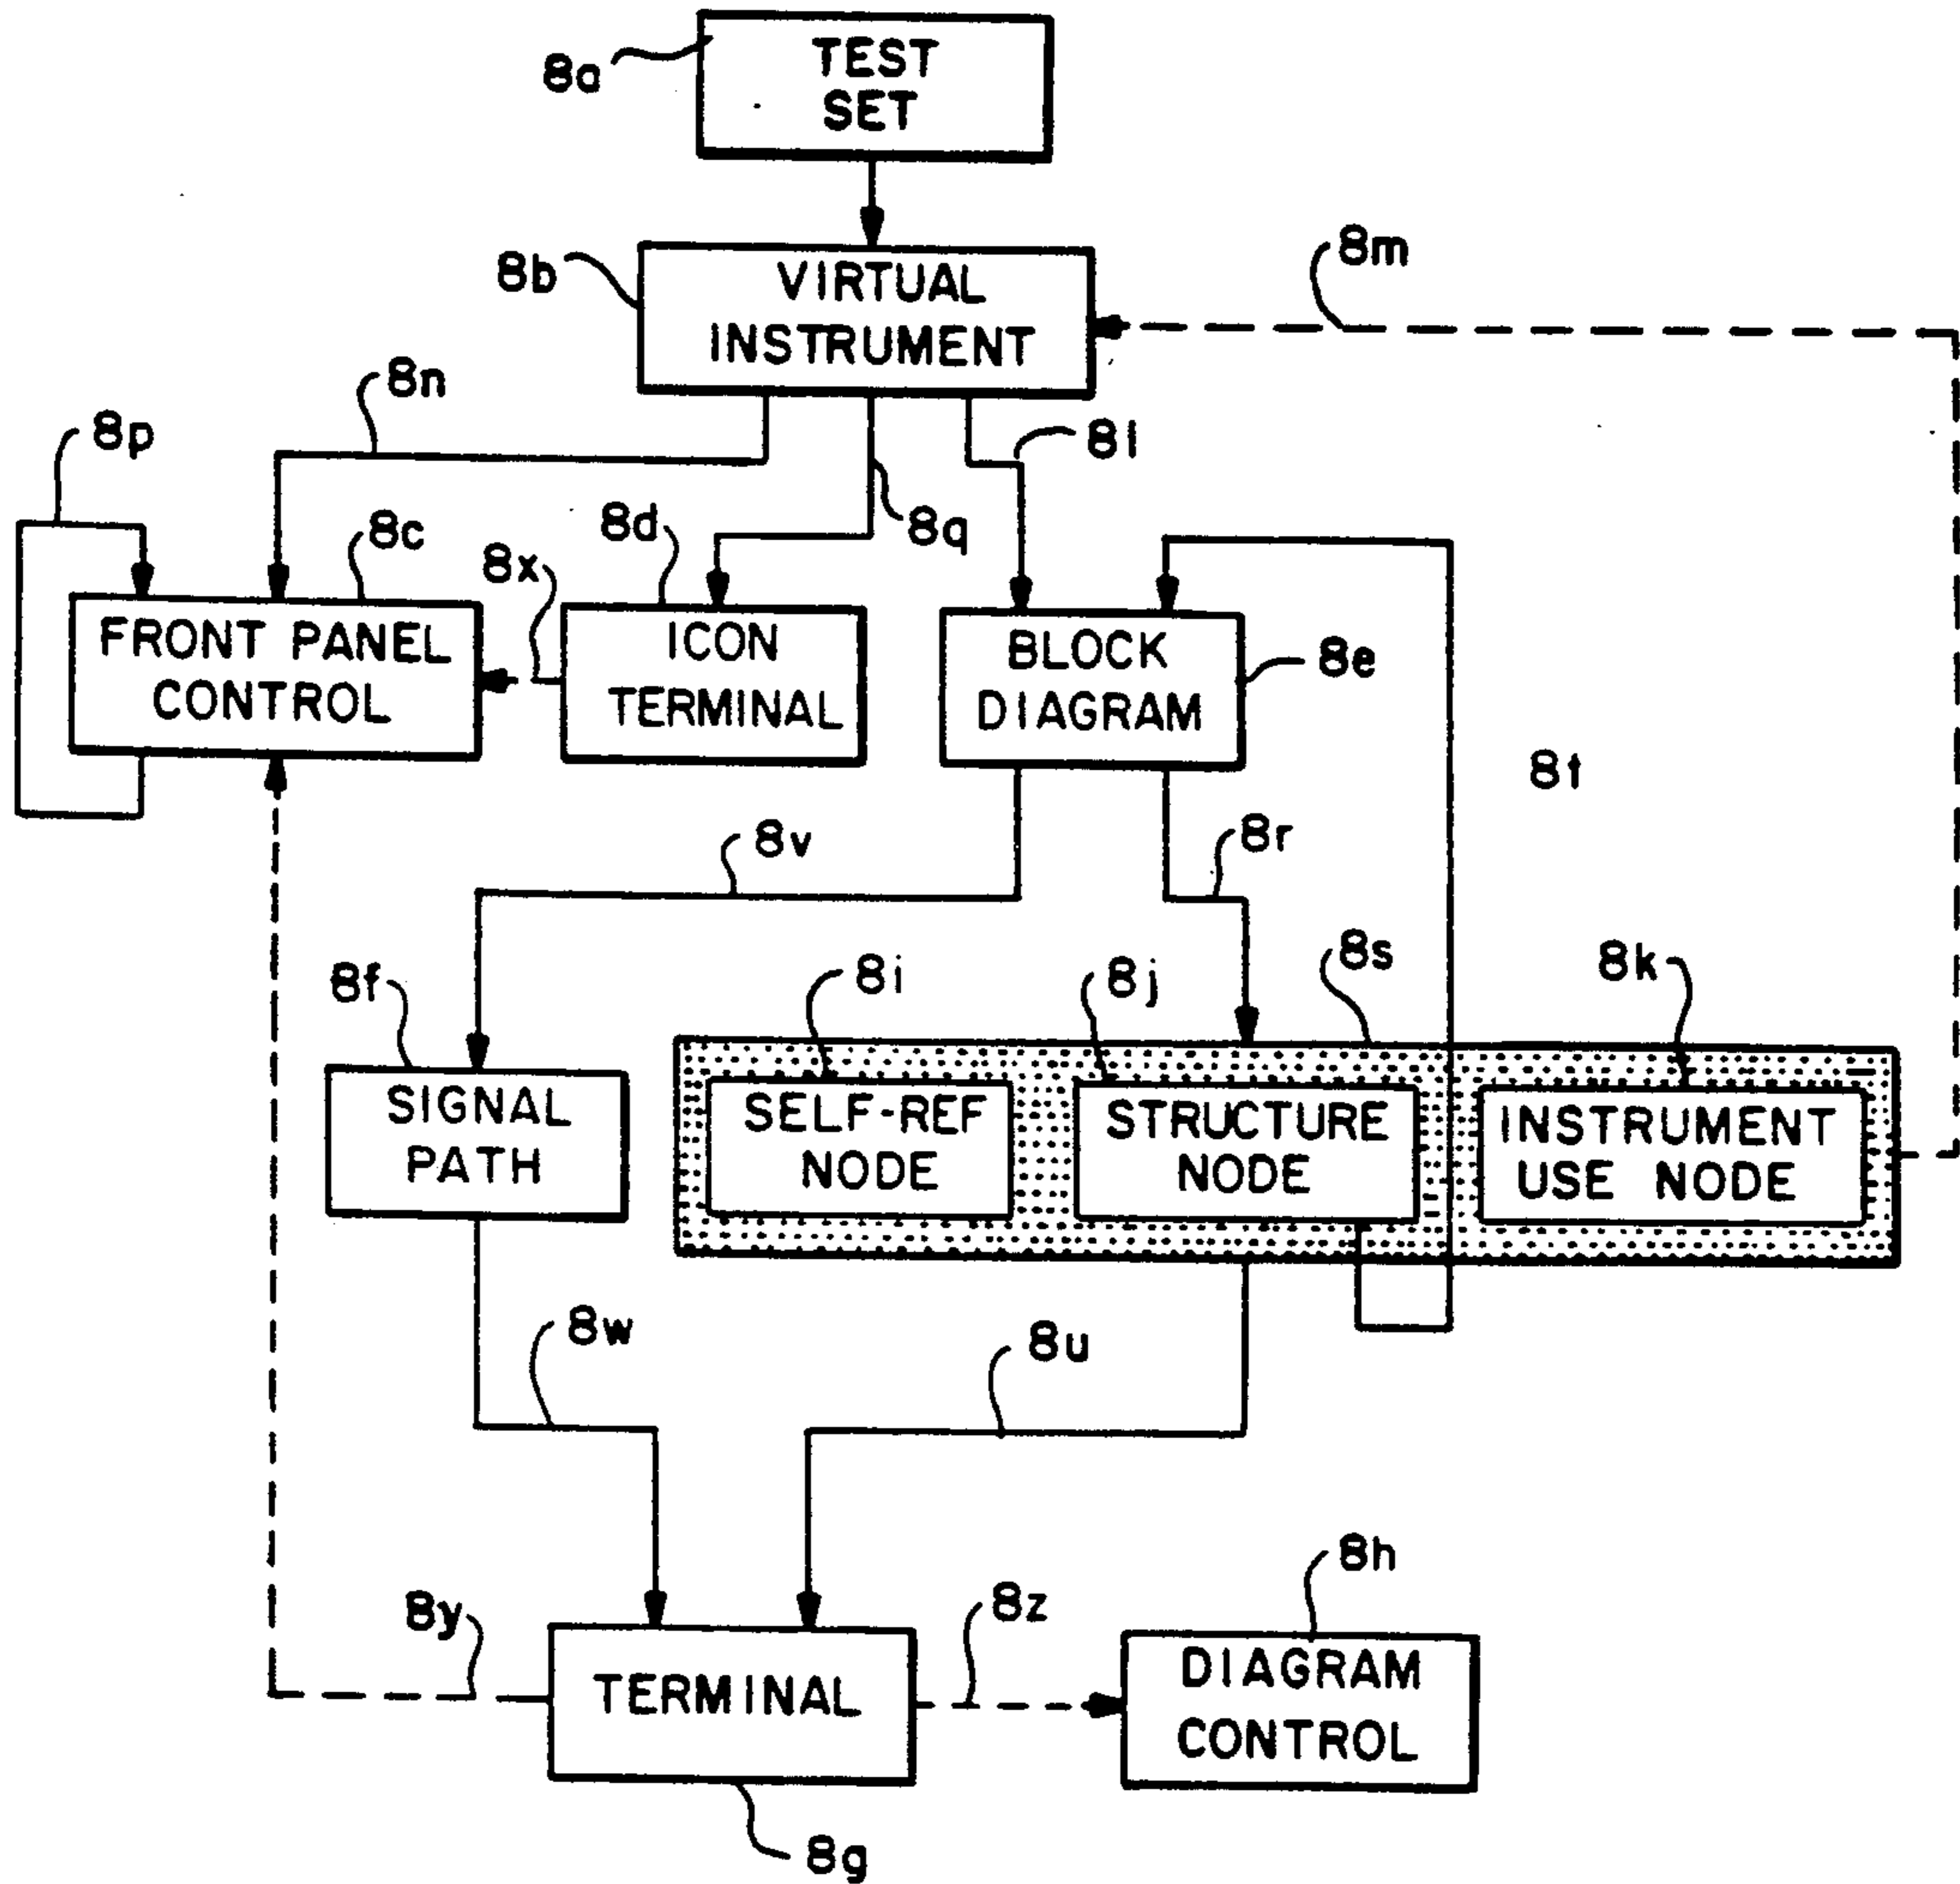 8a
TEST
SET
8b
VIRTUAL
INSTRUMENT
8m
8n
8p
8l
8c
8x
8d
8q
FRONT PANEL
CONTROL
ICON
TERMINAL
BLOCK
DIAGRAM
8e
8t
8v
8r
8f
8i
8j
8s
8k
SIGNAL
PATH
SELF-REF
NODE
STRUCTURE
NODE
INSTRUMENT
USE NODE
8w
8u
8y
8z
8h
TERMINAL
DIAGRAM
CONTROL
8g